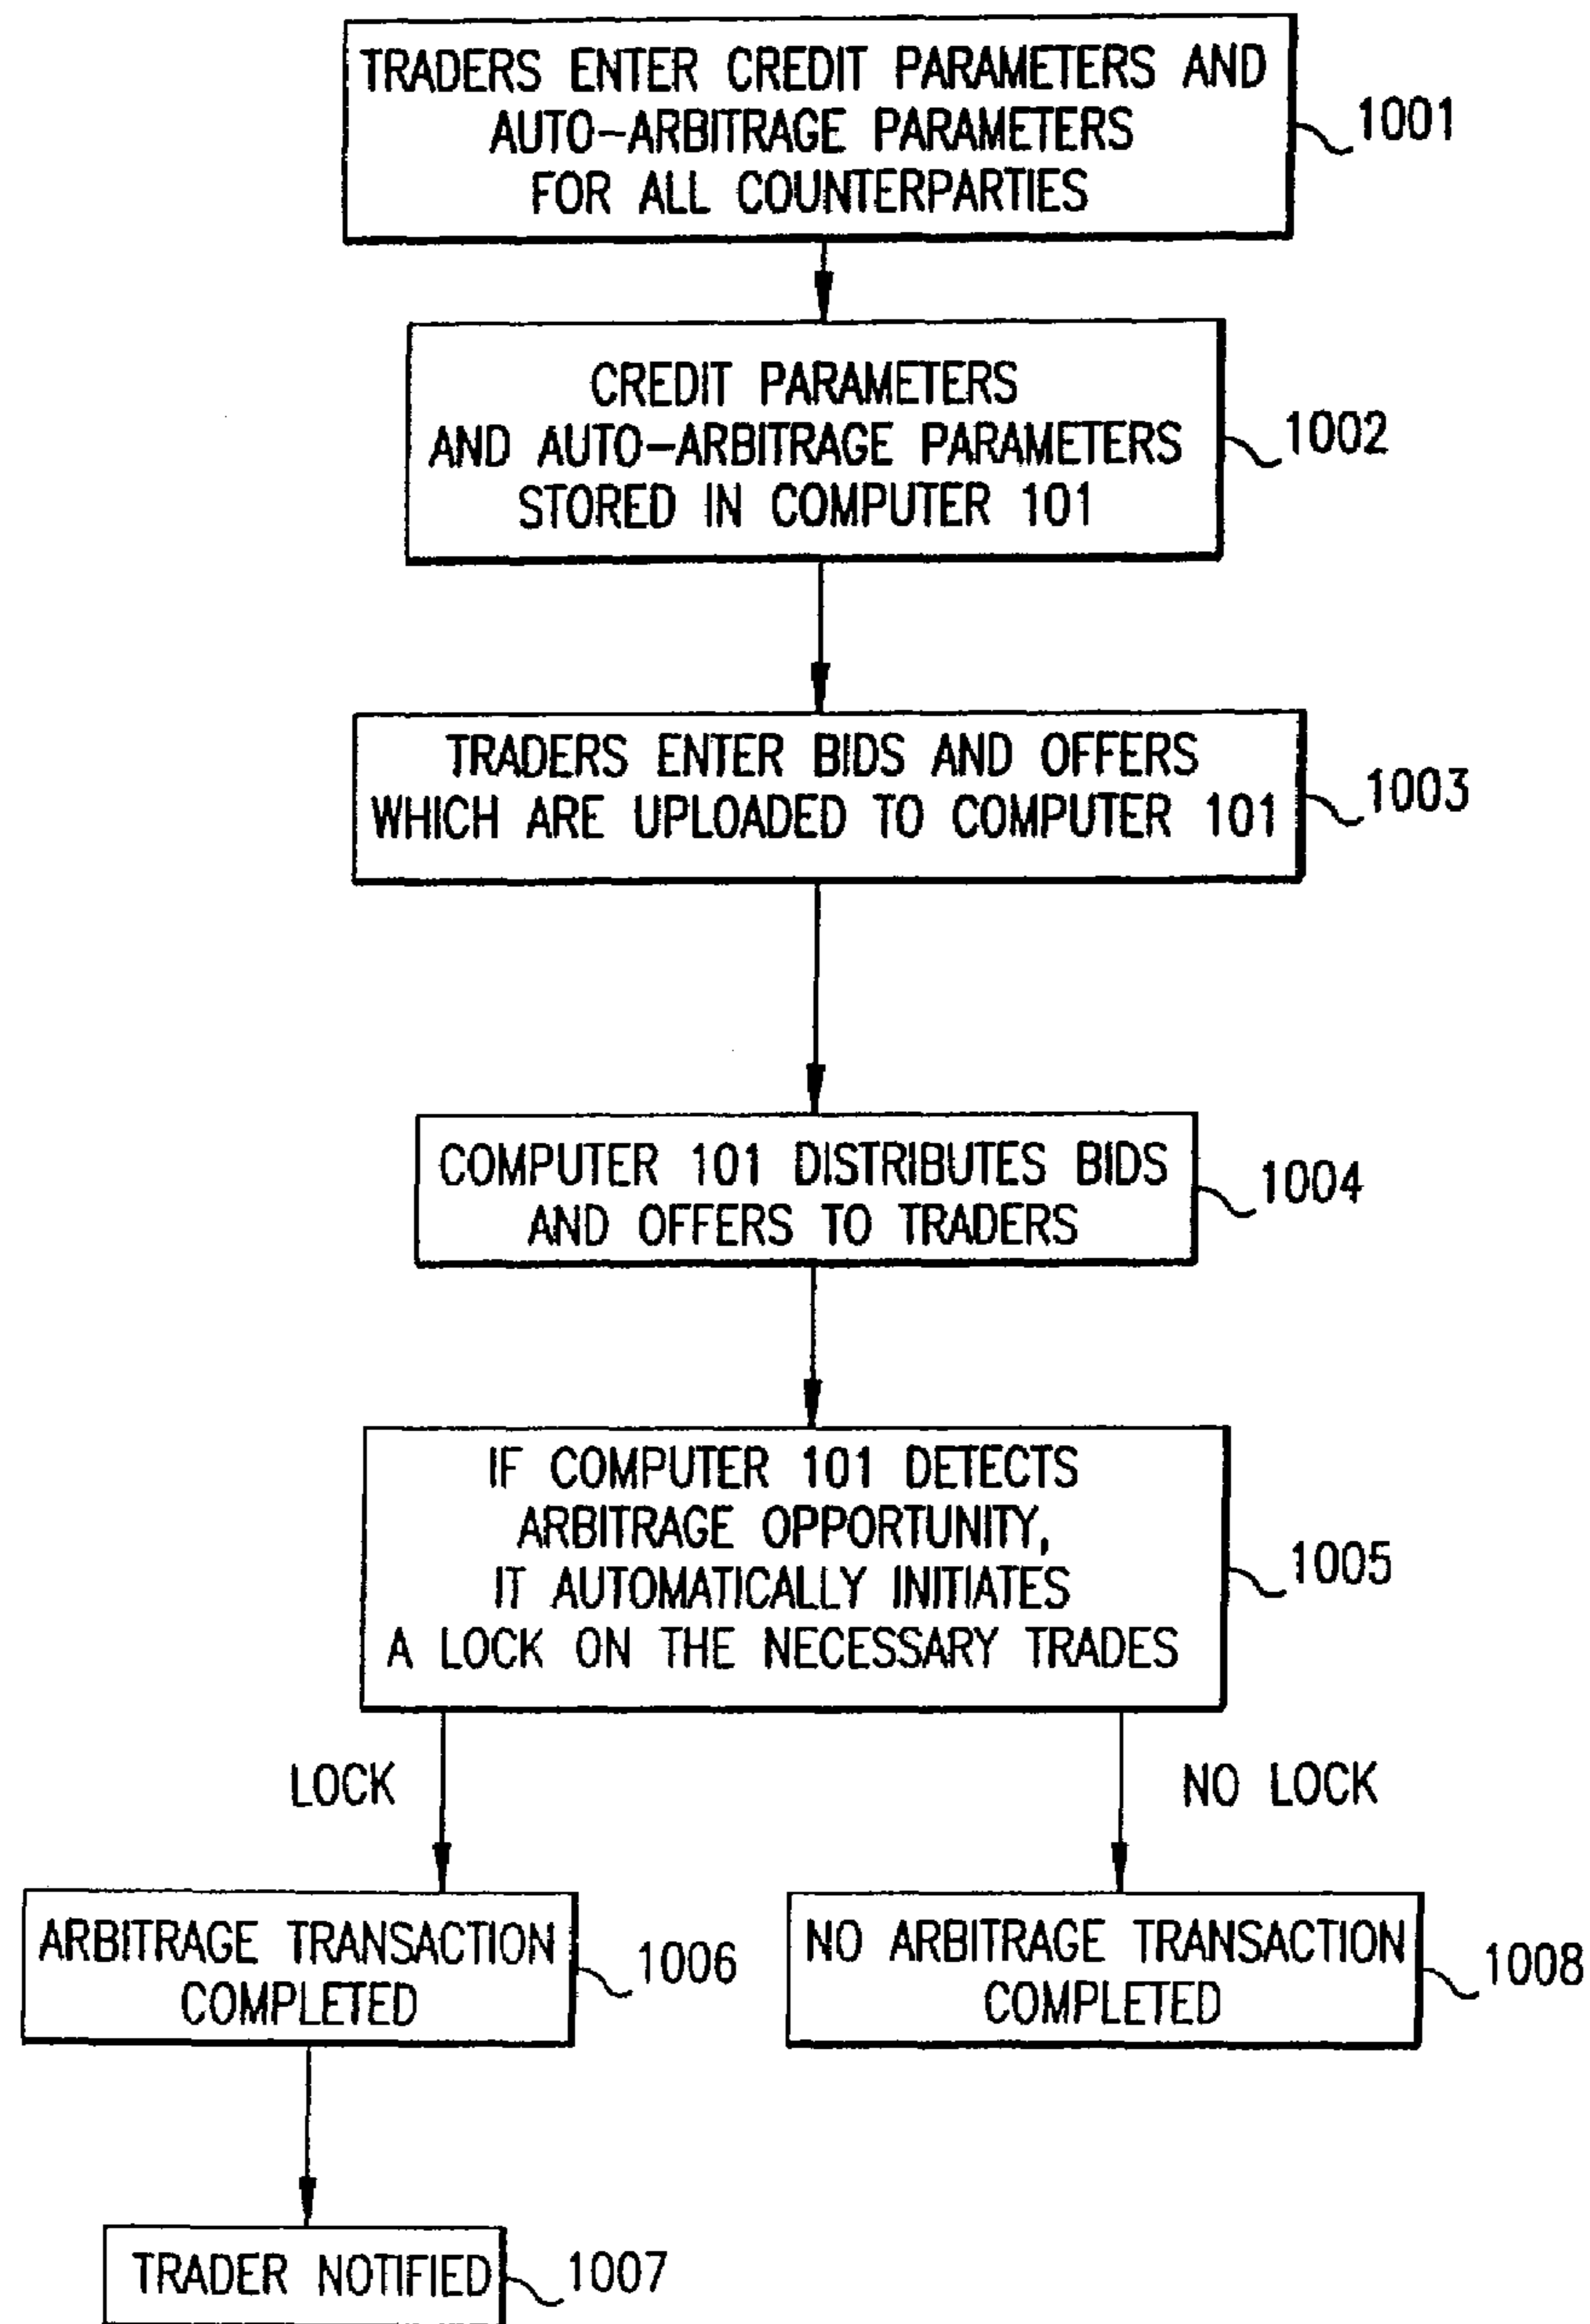 TRADERS ENTER CREDIT PARAMETERS AND
AUTO-ARBITRAGE PARAMETERS
FOR ALL COUNTERPARTIES
1001
CREDIT PARAMETERS
AND AUTO-ARBITRAGE PARAMETERS
STORED IN COMPUTER 101
1002
TRADERS ENTER BIDS AND OFFERS
WHICH ARE UPLOADED TO COMPUTER 101
1003
COMPUTER 101 DISTRIBUTES BIDS
AND OFFERS TO TRADERS
1004
IF COMPUTER 101 DETECTS
ARBITRAGE OPPORTUNITY,
IT AUTOMATICALLY INITIATES
A LOCK ON THE NECESSARY TRADES
1005
LOCK
NO LOCK
ARBITRAGE TRANSACTION
COMPLETED
1006
NO ARBITRAGE TRANSACTION
COMPLETED
1008
TRADER NOTIFIED
1007